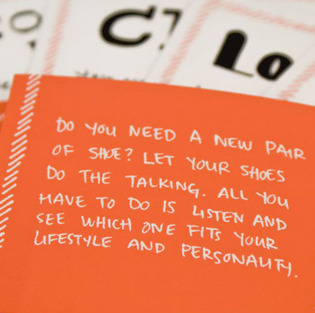 CT
Lo
DO YOU NEED A NEW PAIR
OF SHOE? LET YOUR SHOES
DO THE TALKING. ALL YOU
HAVE TO DO IS LISTEN AND
SEE WHICH ONE FITS YOUR
LIFESTYLE AND PERSONALITY.